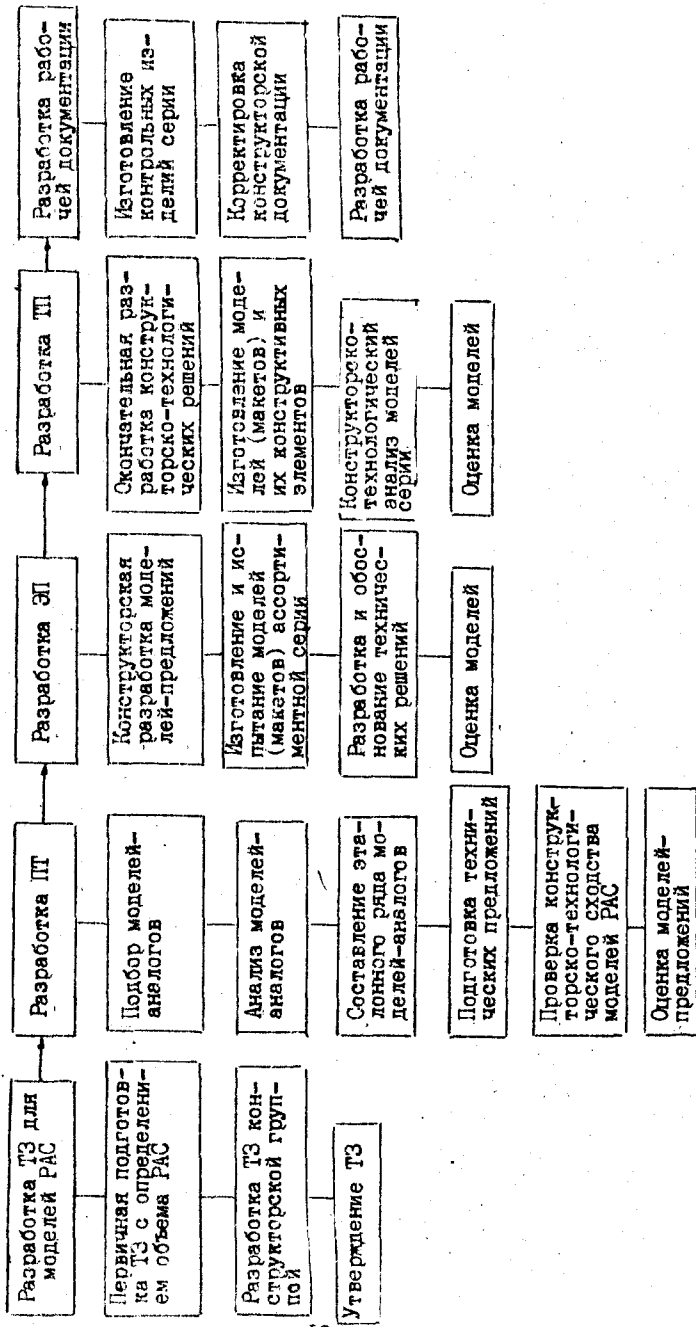 Разработка ТЗ для
моделей РАС
Первичная подготов-
ка ТЗ с определени-
ем объема РАС
Разработка ТЗ кон-
структорской груп-
пой
Утверждение ТЗ
Разработка ПТ
Подбор моделей-
аналогов
Анализ моделей-
аналогов
Составление эта-
лонного ряда мо-
делей-аналогов
Подготовка техни-
ческих предложений
Проверка конструк-
торско-технологи-
ческого сходства
моделей РАС
Оценка моделей-
предложений
Разработка ЭП
Конструкторская
разработка моде-
лей-предложений
Изготовление и ис-
пытание моделей
(макетов) ассорти-
ментной серии
Разработка и обос-
нование техничес-
ких решений
Оценка моделей
Разработка ТП
Окончательная раз-
работка конструк-
торско-технологи-
ческих решений
Изготовление моде-
лей (макетов) и
их конструктивных
элементов
Конструкторско-
технологический
анализ моделей
серии
Оценка моделей
Разработка рабо-
чей документации
Изготовление
контрольных из-
делий серии
Корректировка
конструкторской
документации
Разработка рабо-
чей документации